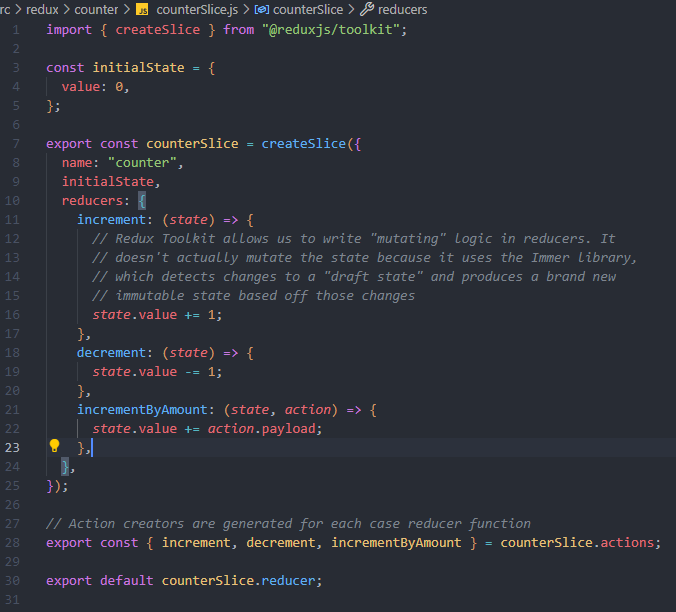 rc > redux > counter > JS counterSlice.js > counterSlice > reducers
1 import { createSlice } from "@reduxjs/toolkit";
2
3 const initialState = {
4 value: 0,
5 };
6
7 export const counterSlice = createSlice({
8 name: "counter",
9 initialState,
10 reducers: {
11 increment: (state) => {
12 // Redux Toolkit allows us to write "mutating" logic in reducers. It
13 // doesn't actually mutate the state because it uses the Immer library,
14 // which detects changes to a "draft state" and produces a brand new
15 // immutable state based off those changes
16 state.value += 1;
17 },
18 decrement: (state) => {
19 state.value -= 1;
20 },
21 incrementByAmount: (state, action) => {
22 state.value += action.payload;
23 },
24 },
25 });
26
27 // Action creators are generated for each case reducer function
28 export const { increment, decrement, incrementByAmount } = counterSlice.actions;
29
30 export default counterSlice.reducer;
31